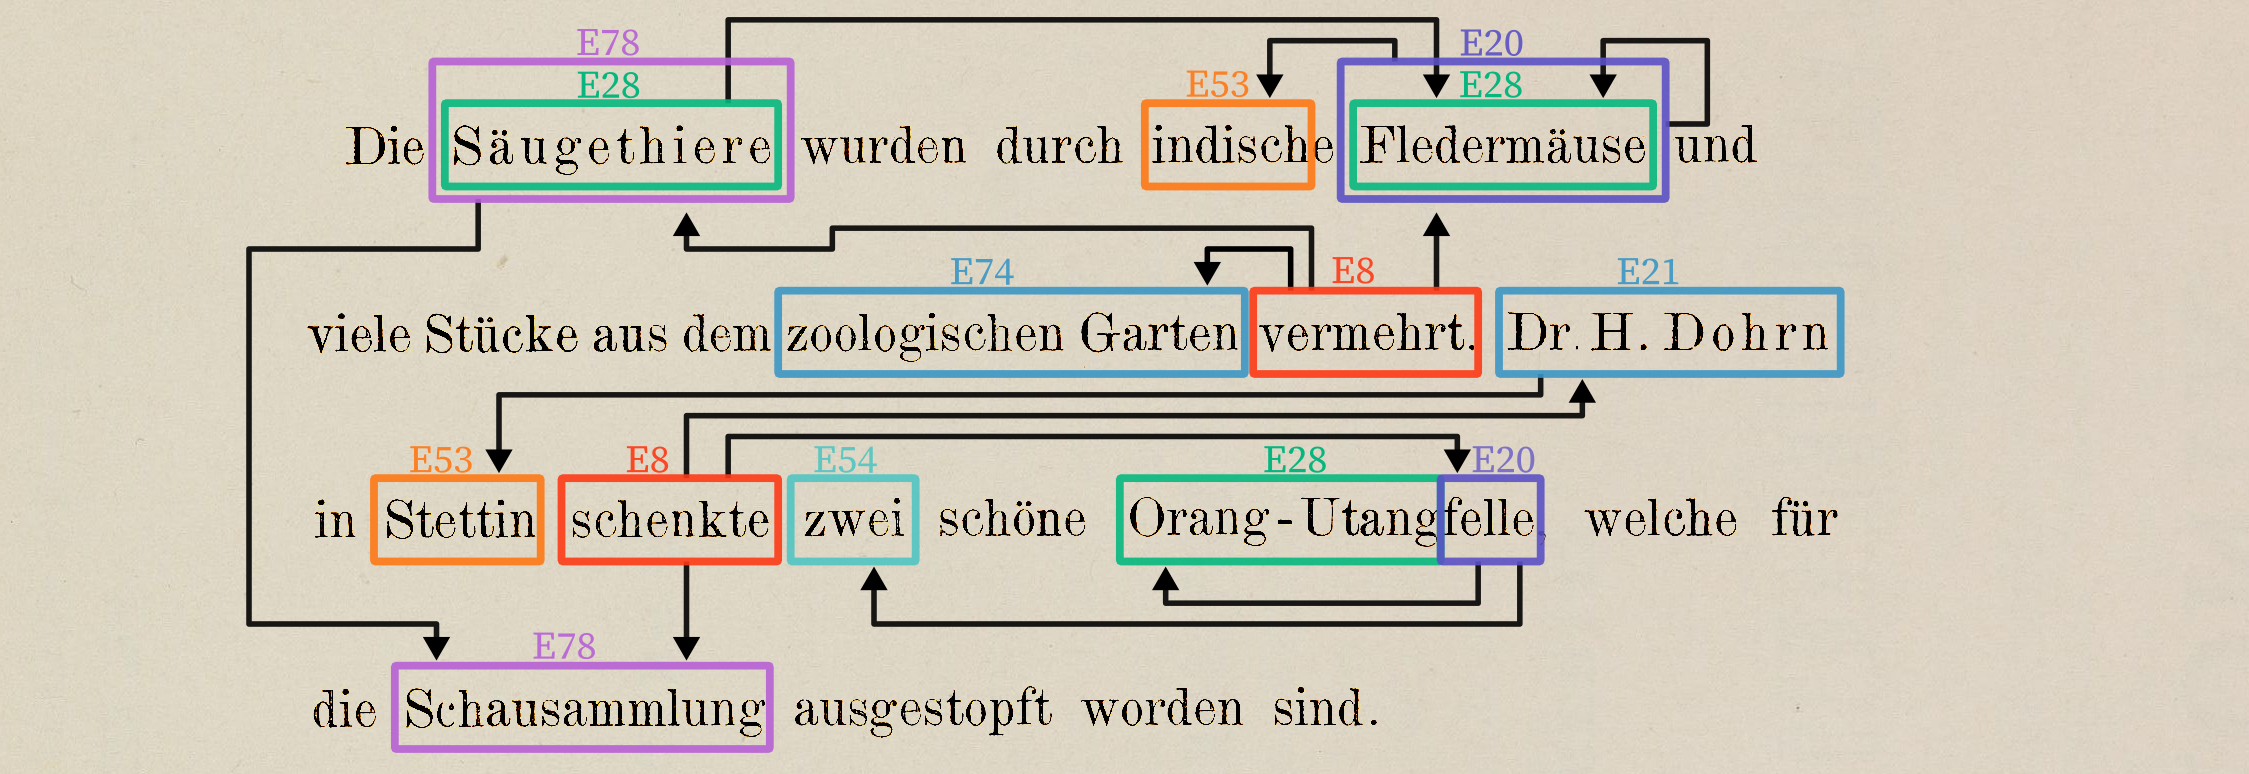 E78 E20
E28 E53 E28
Die Säugethiere wurden durch indische Fledermäuse und
E74 E8 E21
viele Stücke aus dem zoologischen Garten vermehrt. Dr. H. Dohrn
E53 E8 E54 E28 E20
in Stettin schenkte zwei schöne Orang-Utangfelle, welche für
E78
die Schausammlung ausgestopft worden sind.